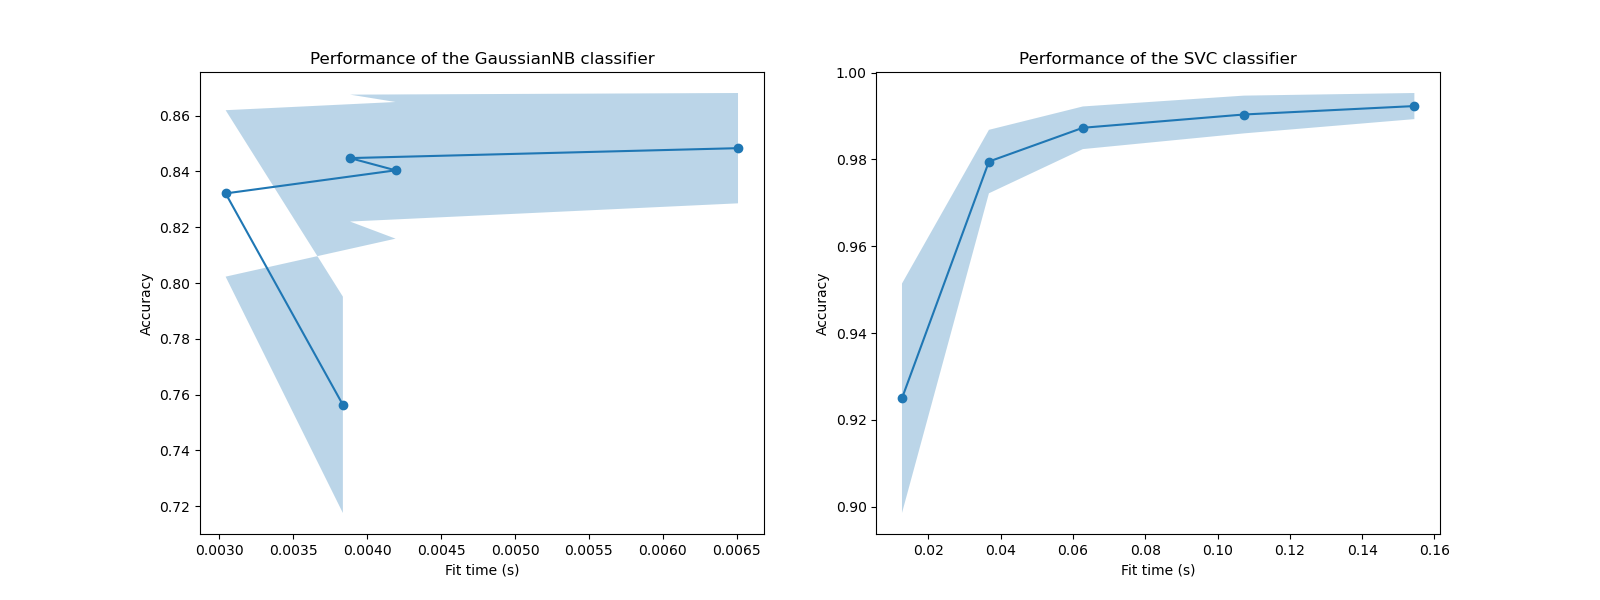 Performance of the GaussianNB classifier
0.86
0.84
0.82
0.80
0.78
0.76
0.74
0.72
Accuracy
0.0030 0.0035 0.0040 0.0045 0.0050 0.0055 0.0060 0.0065
Fit time (s)
Performance of the SVC classifier
1.00
0.98
0.96
0.94
0.92
0.90
Accuracy
0.02 0.04 0.06 0.08 0.10 0.12 0.14 0.16
Fit time (s)